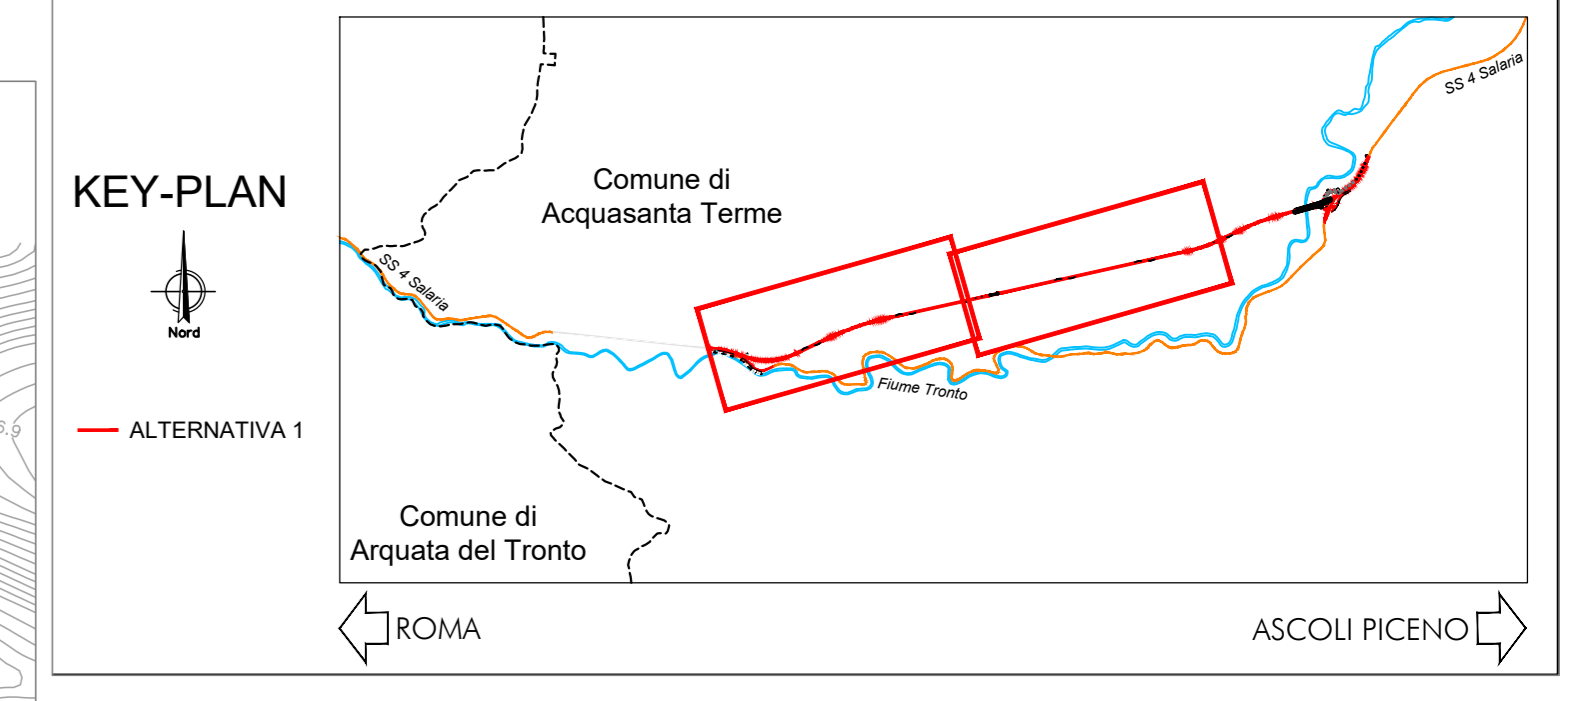 KEY-PLAN
Nord
ALTERNATIVA 1
Comune di
Acquasanta Terme
SS 4 Salaria
SS 4 Salaria
Fiume Tronto
Comune di
Arquata del Tronto
ROMA
ASCOLI PICENO